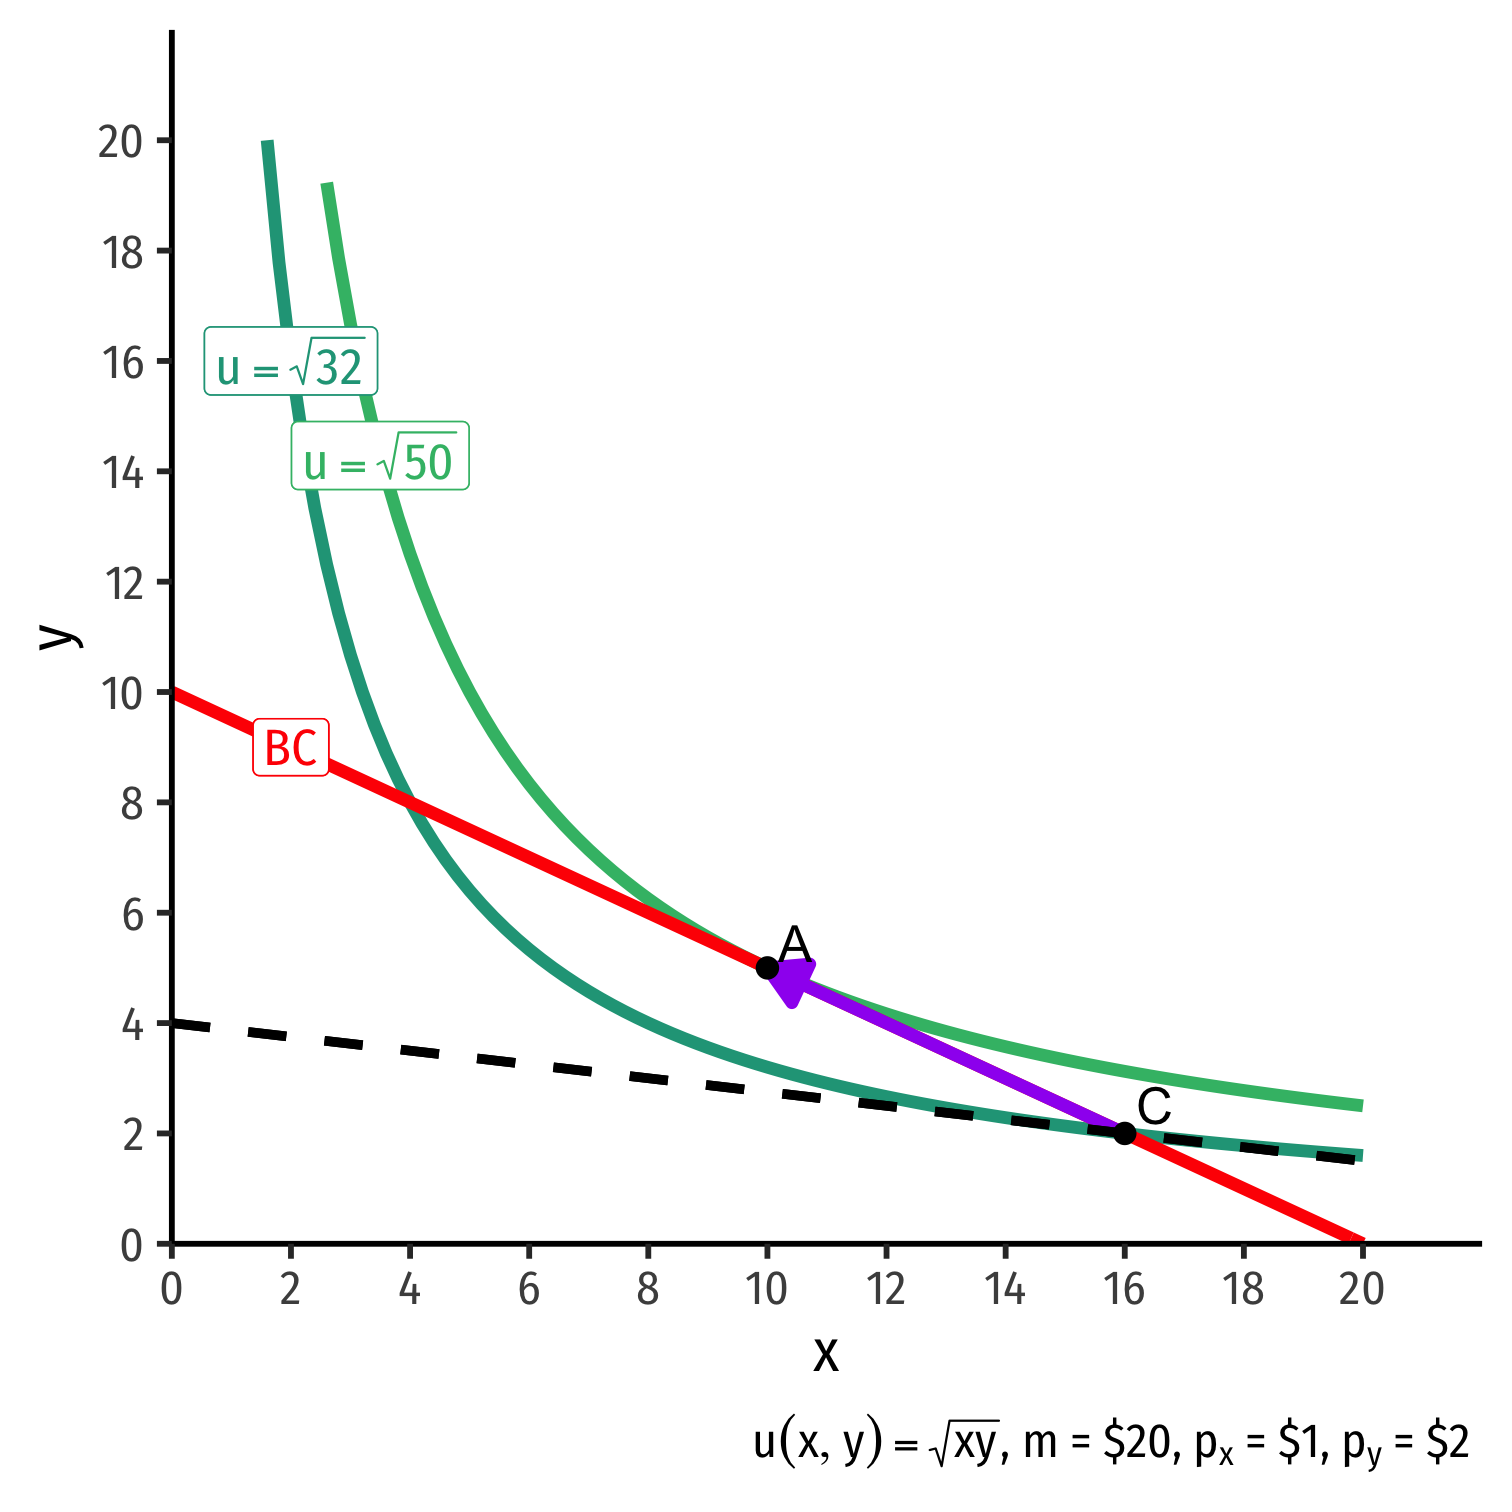 y
20
18
16
14
12
10
8
6
4
2
0
u = √32
u = √50
BC
A
C
0 2 4 6 8 10 12 14 16 18 20
x
u(x, y) = √xy, m = $20, pₓ = $1, p_y = $2